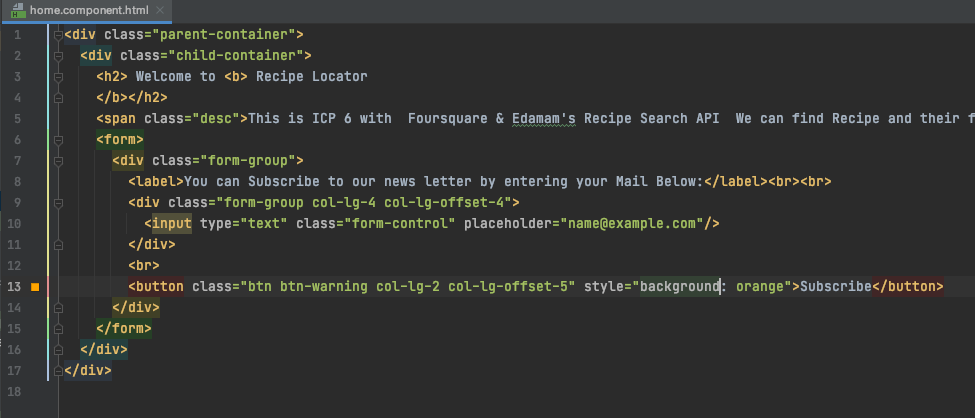 home.component.html
1 <div class="parent-container">
2 <div class="child-container">
3 <h2> Welcome to <b> Recipe Locator
4 </b></h2>
5 <span class="desc">This is ICP 6 with  Foursquare & Edamam's Recipe Search API  We can find Recipe and their f
6 <form>
7 <div class="form-group">
8 <label>You can Subscribe to our news letter by entering your Mail Below:</label><br><br>
9 <div class="form-group col-lg-4 col-lg-offset-4">
10 <input type="text" class="form-control" placeholder="name@example.com"/>
11 </div>
12 <br>
13 <button class="btn btn-warning col-lg-2 col-lg-offset-5" style="background: orange">Subscribe</button>
14 </div>
15 </form>
16 </div>
17 </div>
18